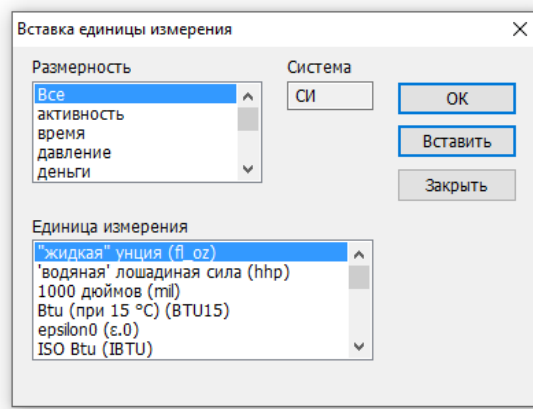 Вставка единицы измерения
Размерность
Все
активность
время
давление
деньги
Система
СИ
OK
Вставить
Закрыть
Единица измерения
"жидкая" унция (fl_oz)
'водяная' лошадиная сила (hhp)
1000 дюймов (mil)
Btu (при 15 °C) (BTU15)
epsilon0 (ε.0)
ISO Btu (IBTU)